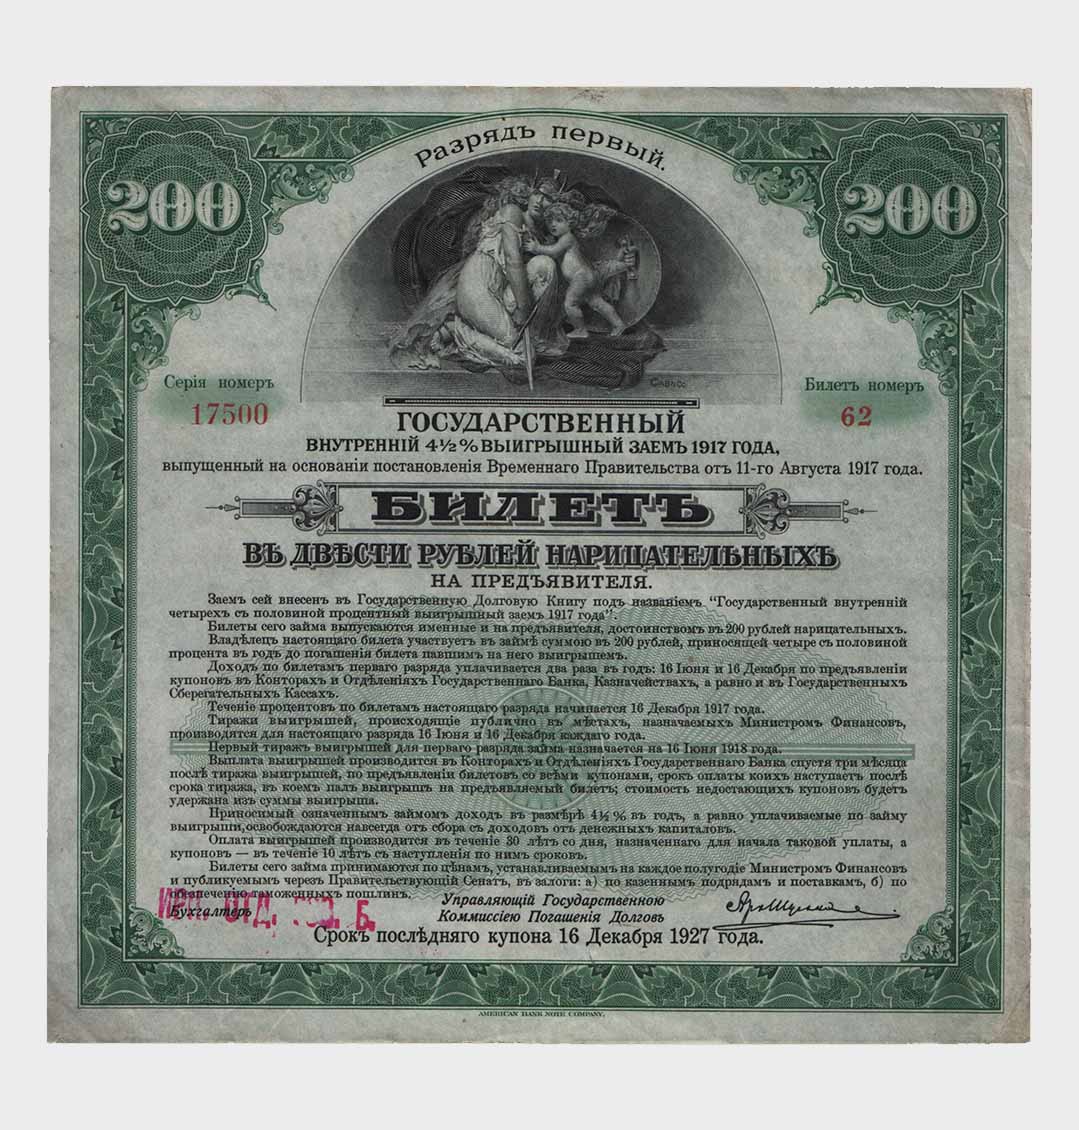 Разрядъ первый.
200
200
Серія номеръ
17500
Билетъ номеръ
62
ГОСУДАРСТВЕННЫЙ
ВНУТРЕННІЙ 4½% ВЫИГРЫШНЫЙ ЗАЕМЪ 1917 ГОДА,
выпущенный на основаніи постановленія Временнаго Правительства отъ 11-го Августа 1917 года.
БИЛЕТЪ
ВЪ ДВѢСТИ РУБЛЕЙ НАРИЦАТЕЛЬНЫХЪ
НА ПРЕДЪЯВИТЕЛЯ.
Заемъ сей внесенъ въ Государственную Долговую Книгу подъ названіемъ "Государственный внутренній
четырехъ съ половиной процентный выигрышный заемъ 1917 года".
Билеты сего займа выпускаются именные и на предъявителя, достоинствомъ въ 200 рублей нарицательныхъ.
Владѣлецъ настоящаго билета участвуетъ въ займѣ суммою въ 200 рублей, приносящей четыре съ половиной
процента въ годъ до погашенія билета павшимъ на него выигрышемъ.
Доходъ по билетамъ перваго разряда уплачивается два раза въ годъ: 16 Іюня и 16 Декабря по предъявленіи
купоновъ въ Конторахъ и Отдѣленіяхъ Государственнаго Банка, Казначействахъ, а равно и въ Государственныхъ
Сберегательныхъ Кассахъ.
Теченіе процентовъ по билетамъ настоящаго разряда начинается 16 Декабря 1917 года.
Тиражи выигрышей, происходящіе публично въ мѣстахъ, назначаемыхъ Министромъ Финансовъ,
производятся для настоящаго разряда 16 Іюня и 16 Декабря каждаго года.
Первый тиражъ выигрышей для перваго разряда займа назначается на 16 Іюня 1918 года.
Выплата выигрышей производится въ Конторахъ и Отдѣленіяхъ Государственнаго Банка спустя три мѣсяца
послѣ тиража выигрышей, по предъявленіи билетовъ со всѣми купонами, срокъ оплаты коихъ наступаетъ послѣ
срока тиража, въ коемъ палъ выигрышъ на предъявляемый билетъ; стоимость недостающихъ купоновъ будетъ
удержана изъ суммы выигрыша.
Приносимый означеннымъ займомъ доходъ въ размѣрѣ 4½% въ годъ, а равно уплачиваемые по займу
выигрыши, освобождаются навсегда отъ сбора съ доходовъ отъ денежныхъ капиталовъ.
Оплата выигрышей производится въ теченіе 30 лѣтъ со дня, назначеннаго для начала таковой уплаты, а
купоновъ — въ теченіе 10 лѣтъ съ наступленія по нимъ сроковъ.
Билеты сего займа принимаются по цѣнамъ, устанавливаемымъ на каждое полугодіе Министромъ Финансовъ
и публикуемымъ черезъ Правительствующій Сенатъ, въ залоги: а) по казеннымъ подрядамъ и поставкамъ, б) по
обезпеченію таможенныхъ пошлинъ.
ОТД. Б.
Бухгалтеръ
Управляющій Государственною
Коммиссіею Погашенія Долговъ
Срокъ послѣдняго купона 16 Декабря 1927 года.
AMERICAN BANK NOTE COMPANY.